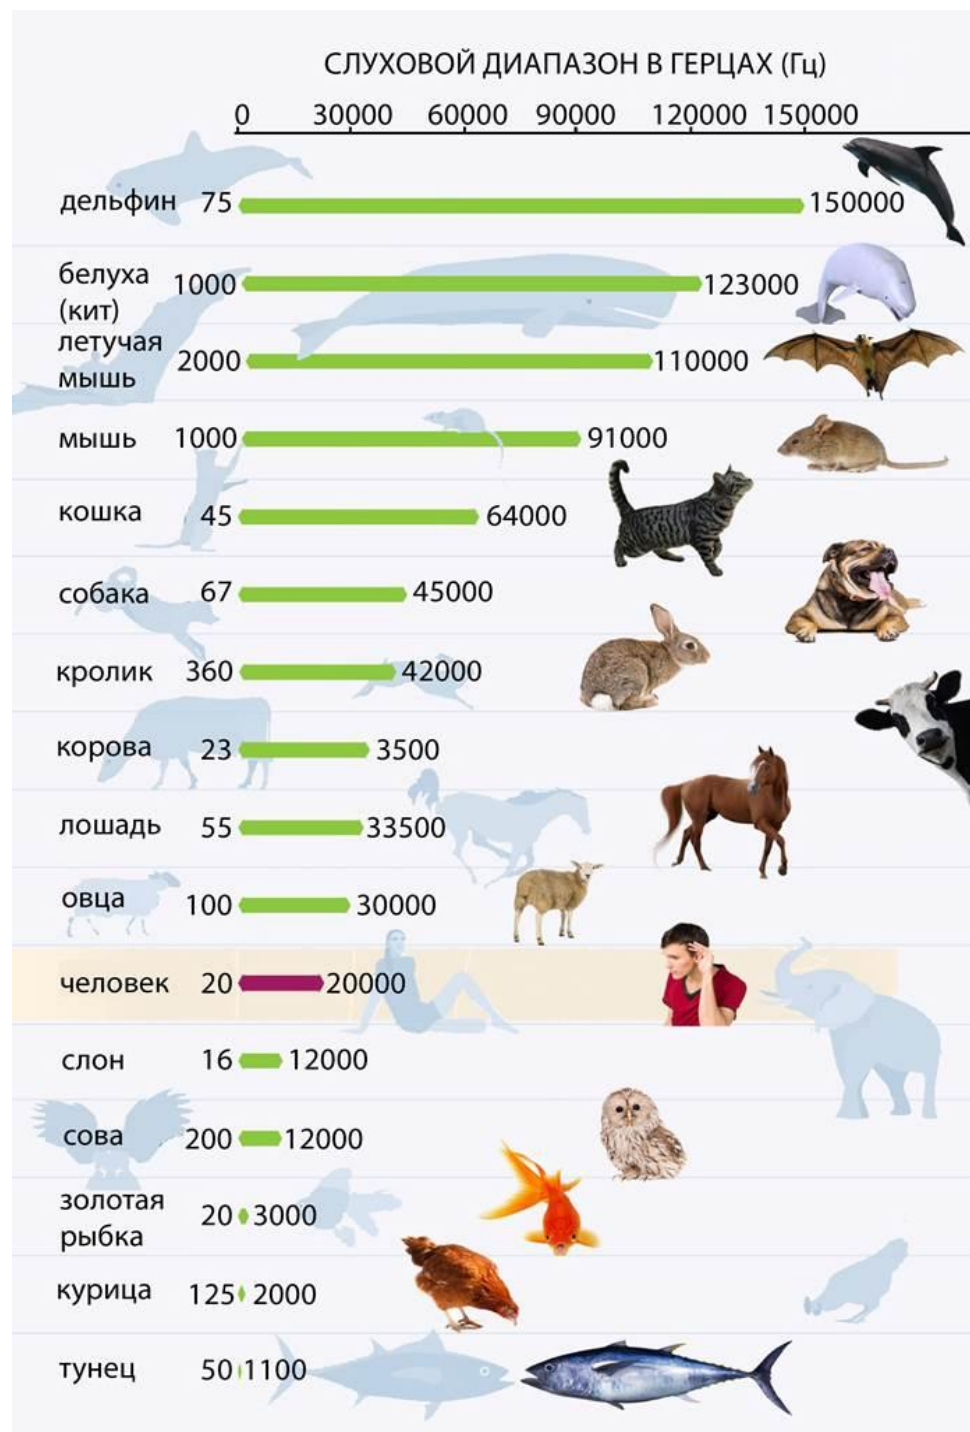 СЛУХОВОЙ ДИАПАЗОН В ГЕРЦАХ (Гц)
0 30000 60000 90000 120000 150000
дельфин 75 150000
белуха
(кит) 1000 123000
летучая
мышь 2000 110000
мышь 1000 91000
кошка 45 64000
собака 67 45000
кролик 360 42000
корова 23 3500
лошадь 55 33500
овца 100 30000
человек 20 20000
слон 16 12000
сова 200 12000
золотая
рыбка 20 3000
курица 125 2000
тунец 50 1100